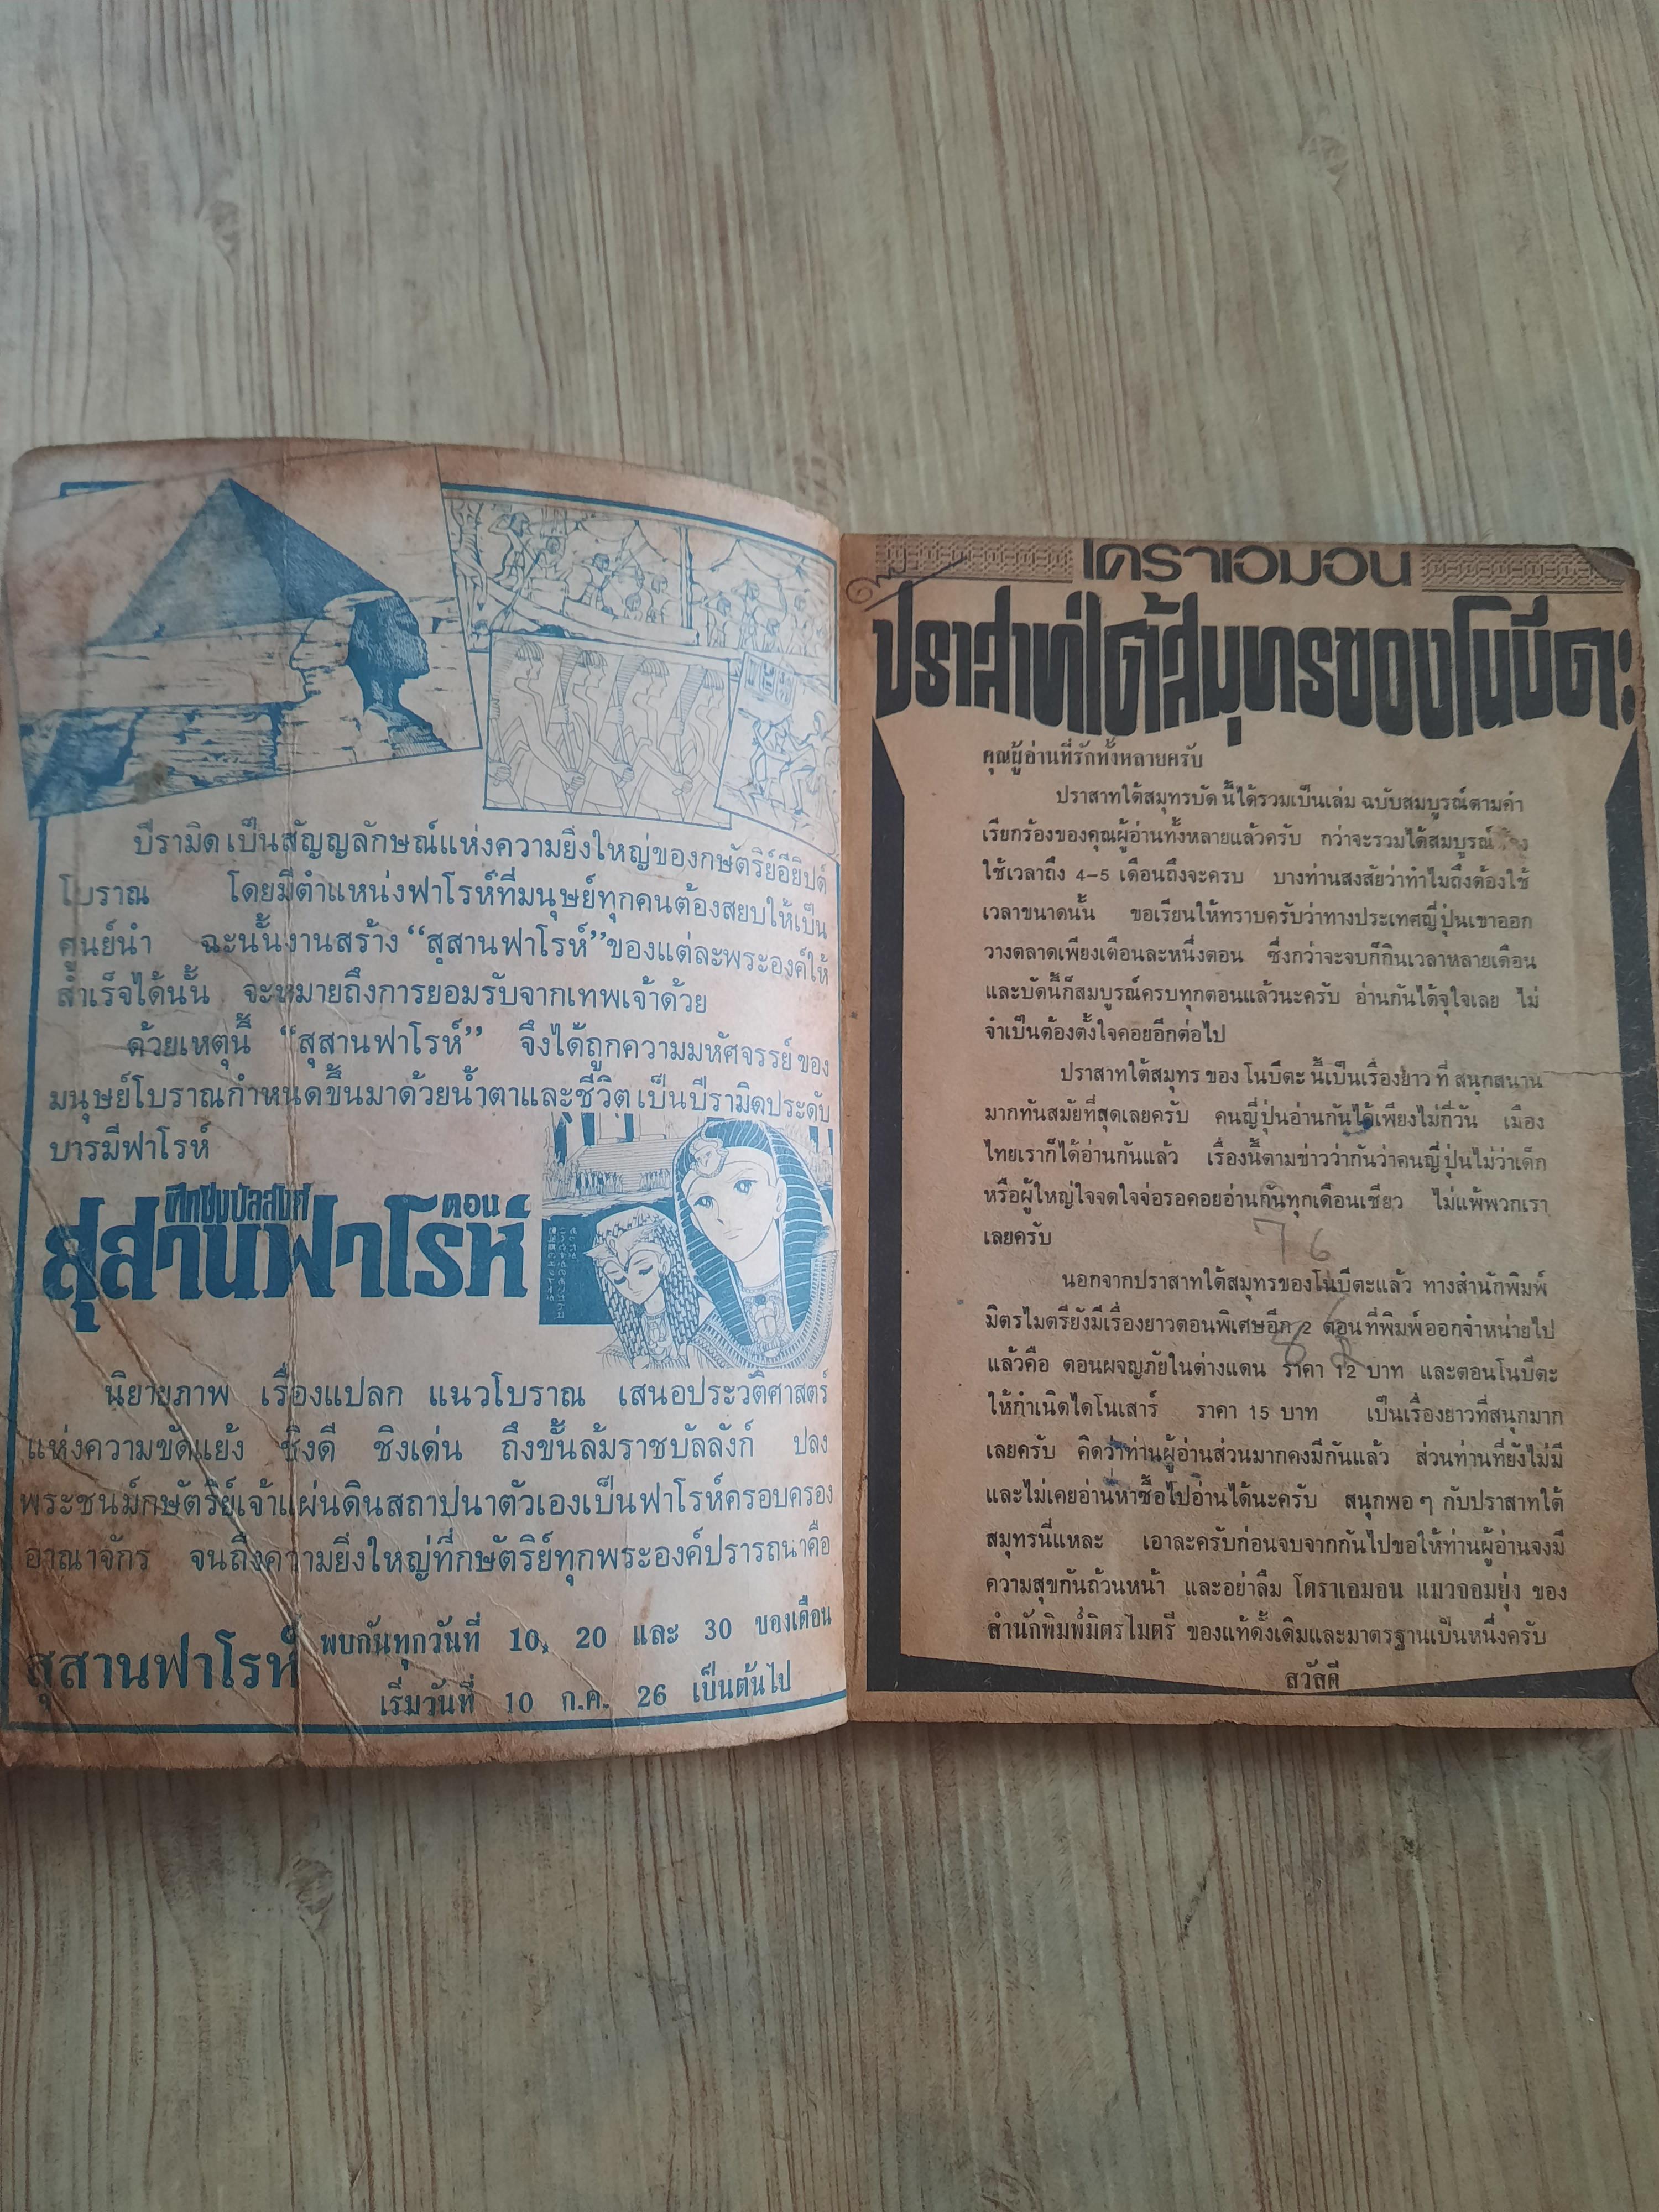 บีรามิด เป็นสัญญลักษณ์แห่งความยิ่งใหญ่ของกษัตริย์อียิปต์
โบราณ โดยมีตำแหน่งฟาโรห์ที่มนุษย์ทุกคนต้องสยบให้เป็น
ศูนย์นำ ฉะนั้นงานสร้าง “สุสานฟาโรห์” ของแต่ละพระองค์ให้
สำเร็จได้นั้น จะหมายถึงการยอมรับจากเทพเจ้าด้วย
ด้วยเหตุนี้ “สุสานฟาโรห์” จึงได้ถูกความมหัศจรรย์ ของ
มนุษย์โบราณกำหนดขึ้นมาด้วยน้ำตาและชีวิต เป็นปีรามิดประดับ
บารมีฟาโรห์
ศึกชิงบัลลังก์ ตอน
สุสานฟาโรห์
นิยายภาพ เรื่องแปลก แนวโบราณ เสนอประวัติศาสตร์
แห่งความขัดแย้ง ชิงดี ชิงเด่น ถึงขั้นล้มราชบัลลังก์ ปลง
พระชนม์กษัตริย์เจ้าแผ่นดินสถาปนาตัวเองเป็นฟาโรห์ครอบครอง
อาณาจักร จนถึงความยิ่งใหญ่ที่กษัตริย์ทุกพระองค์ปรารถนาคือ
สุสานฟาโรห์ พบกันทุกวันที่ 10, 20 และ 30 ของเดือน
เริ่มวันที่ 10 ก.ค. 26 เป็นต้นไป
โดราเอมอน
ปราสาทใต้สมุทรของโนบีตะ
คุณผู้อ่านที่รักทั้งหลายครับ
ปราสาทใต้สมุทรบัด นี้ได้รวมเป็นเล่ม ฉบับสมบูรณ์ตามคำ
เรียกร้องของคุณผู้อ่านทั้งหลายแล้วครับ กว่าจะรวมได้สมบูรณ์
ใช้เวลาถึง 4-5 เดือนถึงจะครบ บางท่านสงสัยว่าทำไมถึงต้องใช้
เวลาขนาดนั้น ขอเรียนให้ทราบครับว่าทางประเทศญี่ปุ่นเขาออก
วางตลาดเพียงเดือนละหนึ่งตอน ซึ่งกว่าจะจบก็กินเวลาหลายเดือน
และบัดนี้ก็สมบูรณ์ครบทุกตอนแล้วนะครับ อ่านกันได้จุใจเลย ไม่
จำเป็นต้องตั้งใจคอยอีกต่อไป
ปราสาทใต้สมุทร ของ โนบีตะ นี้เป็นเรื่องยาว ที่ สนุกสนาน
มากทันสมัยที่สุดเลยครับ คนญี่ปุ่นอ่านกันได้เพียงไม่กี่วัน เมือง
ไทยเราก็ได้อ่านกันแล้ว เรื่องนี้ตามข่าวว่ากันว่าคนญี่ปุ่นไม่ว่าเด็ก
หรือผู้ใหญ่ใจจดใจจ่อรอคอยอ่านกันทุกเดือนเชียว ไม่แพ้พวกเรา
เลยครับ
7 6
นอกจากปราสาทใต้สมุทรของโนบีตะแล้ว ทางสำนักพิมพ์
มิตรไมตรียังมีเรื่องยาวตอนพิเศษอีก 2 ตอนที่พิมพ์ออกจำหน่ายไป
แล้วคือ ตอนผจญภัยในต่างแดน ราคา 12 บาท และตอนโนบีตะ
ให้กำเนิดไดโนเสาร์ ราคา 15 บาท เป็นเรื่องยาวที่สนุกมาก
เลยครับ คิดว่าท่านผู้อ่านส่วนมากคงมีกันแล้ว ส่วนท่านที่ยังไม่มี
และไม่เคยอ่านหาซื้อไปอ่านได้นะครับ สนุกพอ ๆ กับปราสาทใต้
สมุทรนี่แหละ เอาละครับก่อนจบจากกันไปขอให้ท่านผู้อ่านจงมี
ความสุขกันถ้วนหน้า และอย่าลืม โดราเอมอน แมวจอมยุ่ง ของ
สำนักพิมพ์มิตรไมตรี ของแท้ดั้งเดิมและมาตรฐานเป็นหนึ่งครับ
สวัสดี